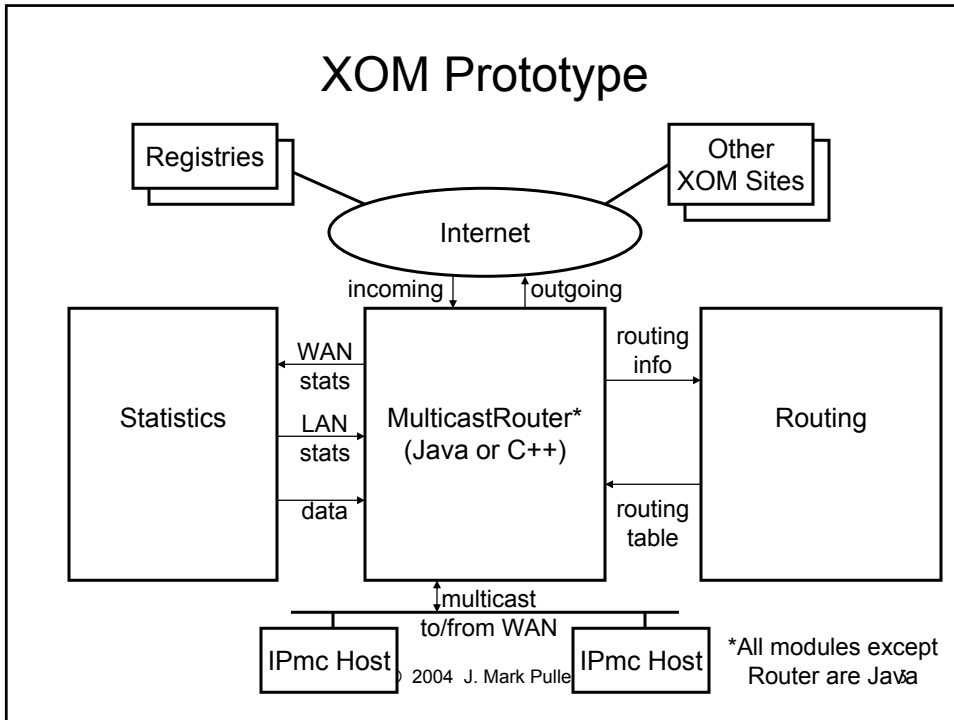 XOM Prototype
Registries
Other
XOM Sites
Internet
incoming
outgoing
WAN
stats
LAN
stats
data
Statistics
MulticastRouter*
(Java or C++)
routing
info
routing
table
Routing
multicast
to/from WAN
IPmc Host
IPmc Host
2004 J. Mark Pulle
*All modules except
Router are Java
5